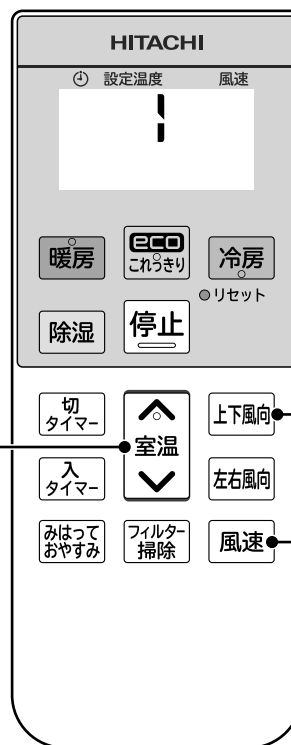 HITACHI
設定温度 風速
1
暖房
eco
これっきり
冷房
リセット
除湿
停止
切
タイマー
室温
上下風向
入
タイマー
左右風向
みはって
おやすみ
フィルター
掃除
風速